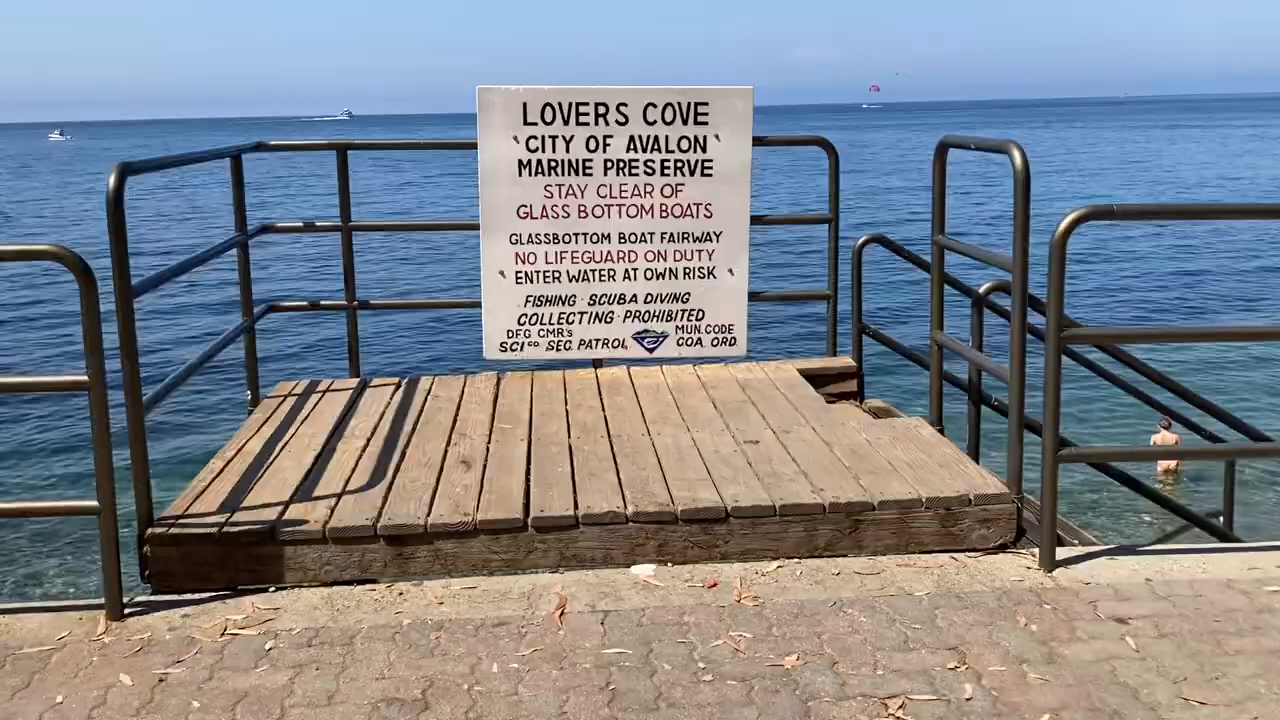 LOVERS COVE
CITY OF AVALON
MARINE PRESERVE
STAY CLEAR OF
GLASS BOTTOM BOATS
GLASSBOTTOM BOAT FAIRWAY
NO LIFEGUARD ON DUTY
ENTER WATER AT OWN RISK
FISHING · SCUBA DIVING
COLLECTING · PROHIBITED
DFG CMR's MUN.CODE
SCI CO SEC. PATROL, COA. ORD.